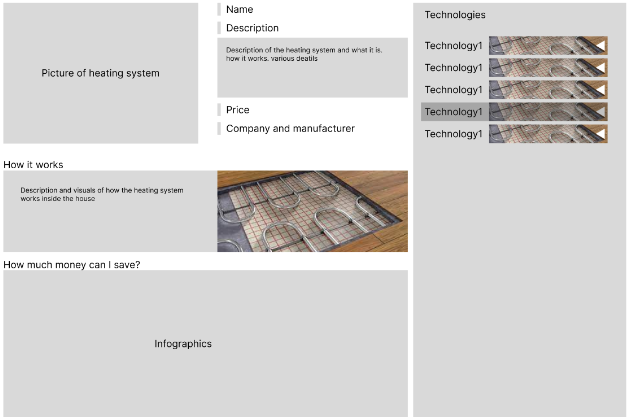 Picture of heating system
Name
Description
Description of the heating system and what it is.
how it works. various deatils
Price
Company and manufacturer
How it works
Description and visuals of how the heating system
works inside the house
How much money can I save?
Infographics
Technologies
Technology1
Technology1
Technology1
Technology1
Technology1